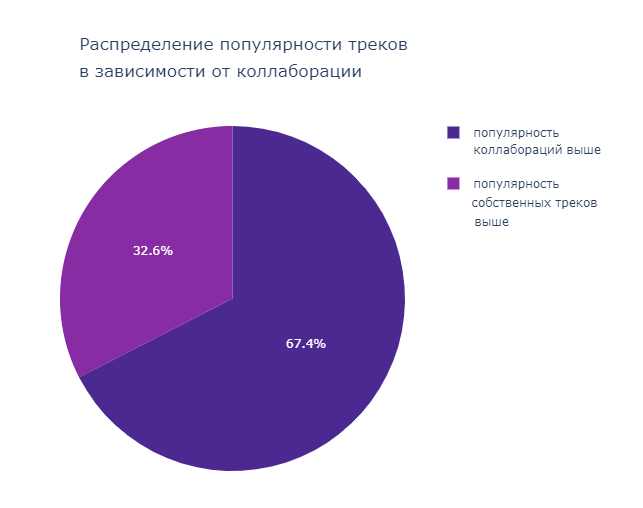 Распределение популярности треков
в зависимости от коллаборации
популярность
коллабораций выше
популярность
собственных треков
выше
32.6%
67.4%